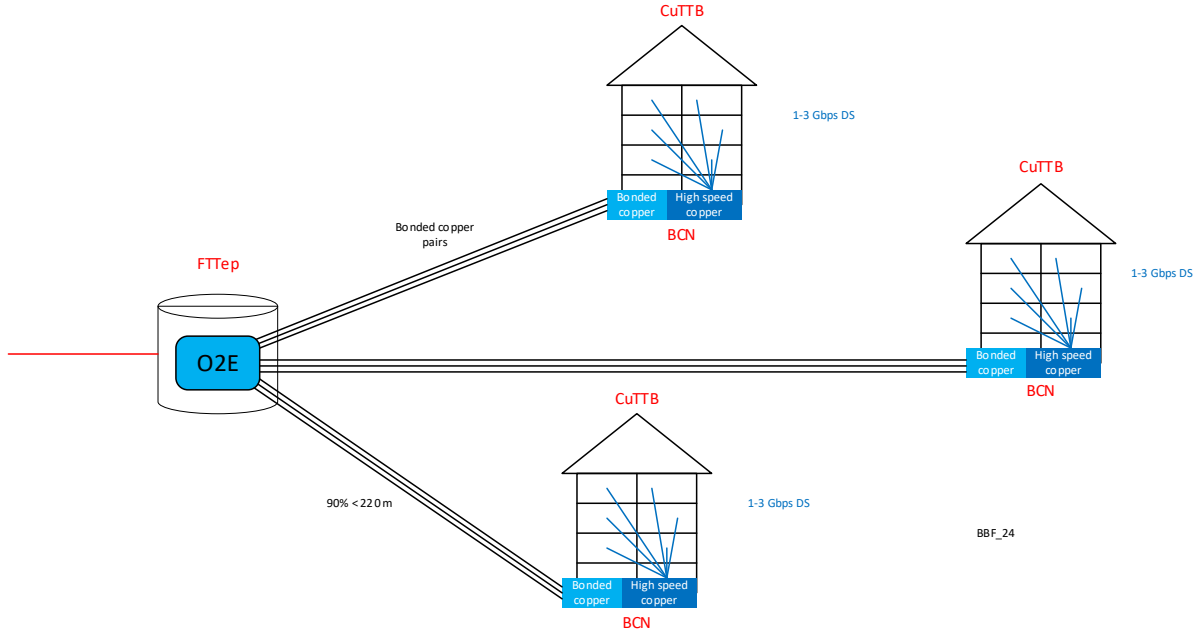 CuTTB
1-3 Gbps DS
Bonded
copper
High speed
copper
BCN
CuTTB
1-3 Gbps DS
Bonded
copper
High speed
copper
BCN
Bonded copper
pairs
FTTep
O2E
90% <220m
CuTTB
1-3 Gbps DS
Bonded
copper
High speed
copper
BCN
BBF_24